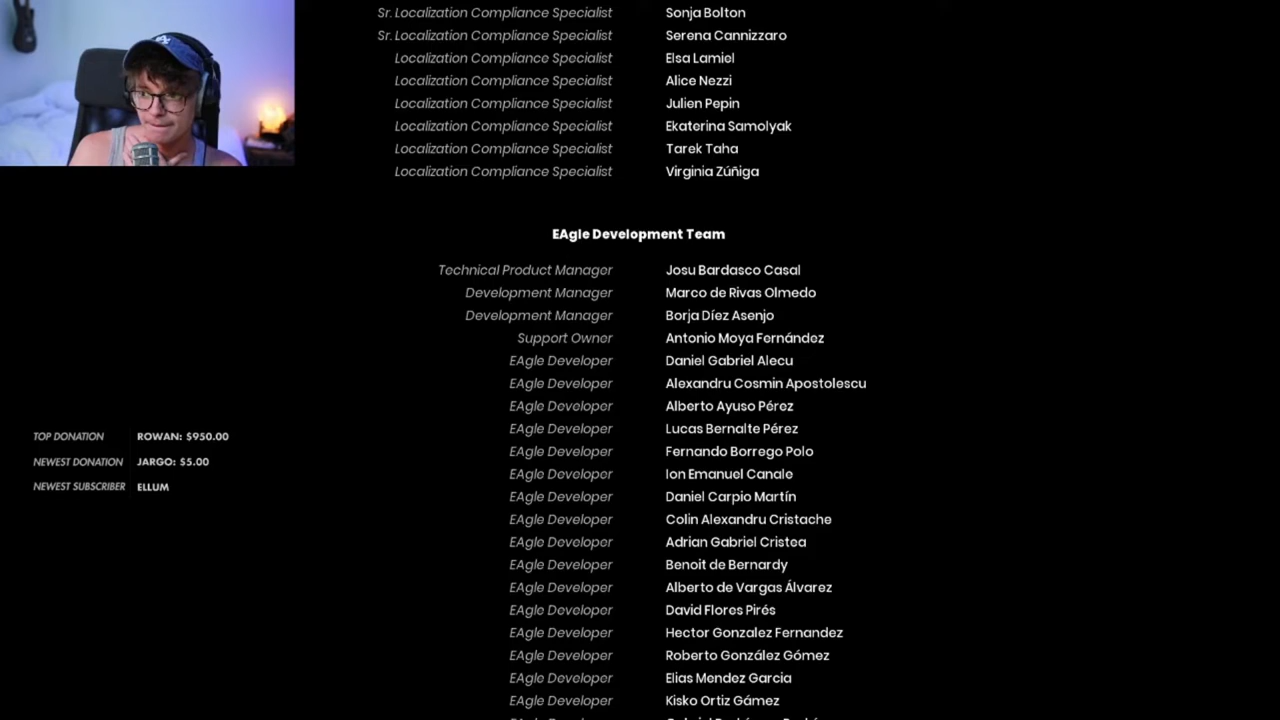 Sr. Localization Compliance Specialist Sonja Bolton
Sr. Localization Compliance Specialist Serena Cannizzaro
Localization Compliance Specialist Elsa Lamiel
Localization Compliance Specialist Alice Nezzi
Localization Compliance Specialist Julien Pepin
Localization Compliance Specialist Ekaterina Samolyak
Localization Compliance Specialist Tarek Taha
Localization Compliance Specialist Virginia Zúñiga
EAgle Development Team
Technical Product Manager Josu Bardasco Casal
Development Manager Marco de Rivas Olmedo
Development Manager Borja Díez Asenjo
Support Owner Antonio Moya Fernández
EAgle Developer Daniel Gabriel Alecu
EAgle Developer Alexandru Cosmin Apostolescu
EAgle Developer Alberto Ayuso Pérez
EAgle Developer Lucas Bernalte Pérez
EAgle Developer Fernando Borrego Polo
EAgle Developer Ion Emanuel Canale
EAgle Developer Daniel Carpio Martín
EAgle Developer Colin Alexandru Cristache
EAgle Developer Adrian Gabriel Cristea
EAgle Developer Benoit de Bernardy
EAgle Developer Alberto de Vargas Álvarez
EAgle Developer David Flores Pirés
EAgle Developer Hector Gonzalez Fernandez
EAgle Developer Roberto González Gómez
EAgle Developer Elias Mendez Garcia
EAgle Developer Kisko Ortiz Gámez
TOP DONATION ROWAN: $950.00
NEWEST DONATION JARGO: $5.00
NEWEST SUBSCRIBER ELLUM